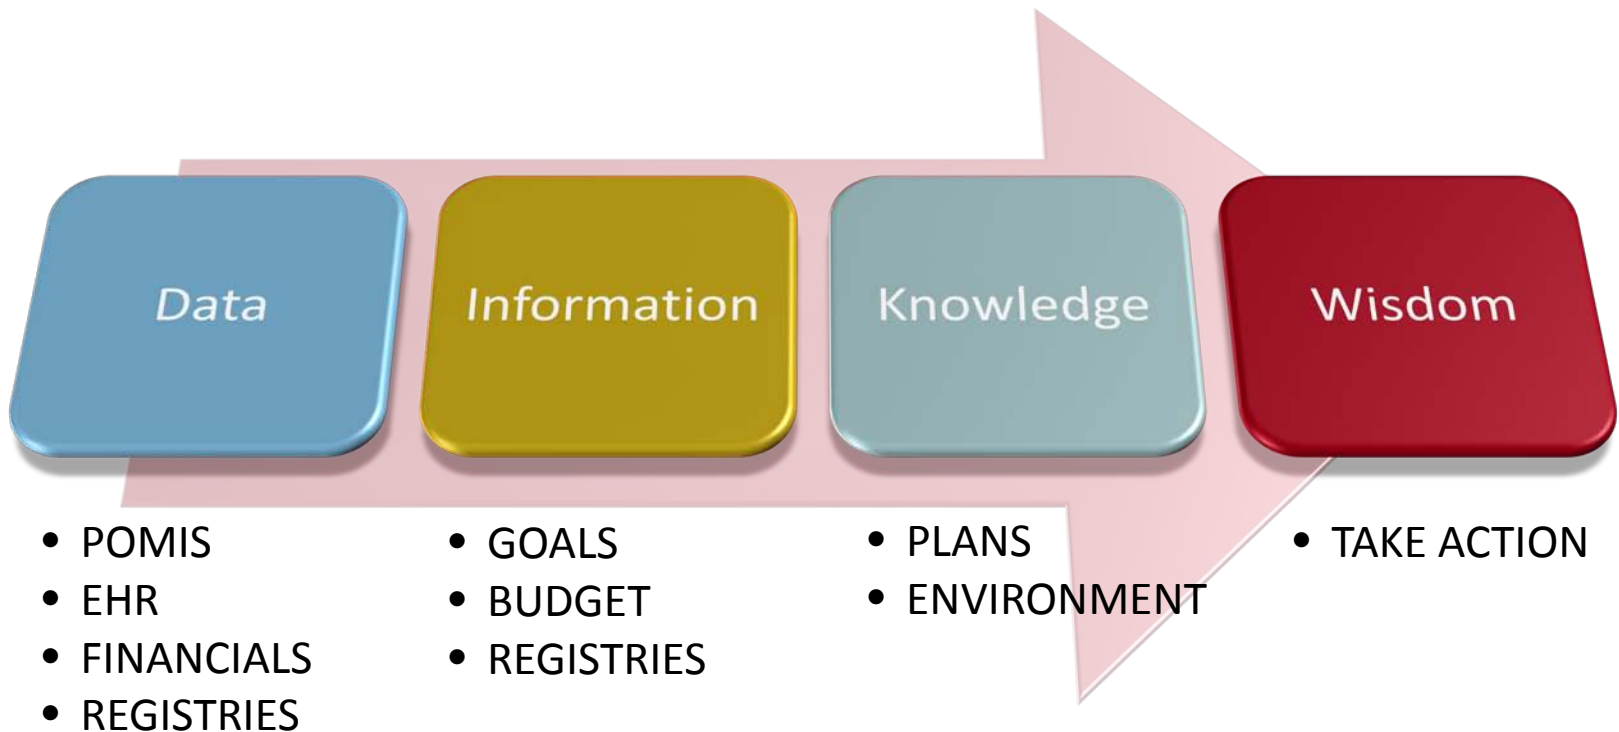 Data
Information
Knowledge
Wisdom
• POMIS
• EHR
• FINANCIALS
• REGISTRIES
• GOALS
• BUDGET
• REGISTRIES
• PLANS
• ENVIRONMENT
• TAKE ACTION